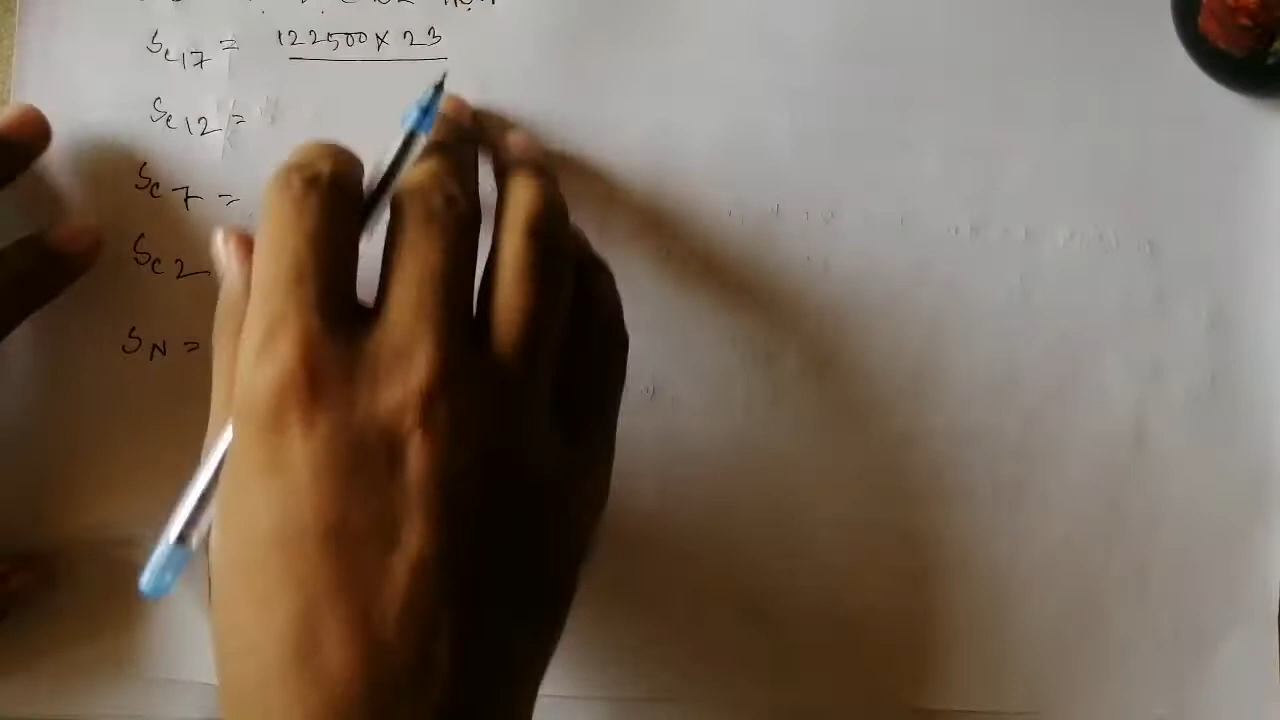 Sc17 = 122500 x 23
Sc12 =
Sc7 =
Sc2
SN =